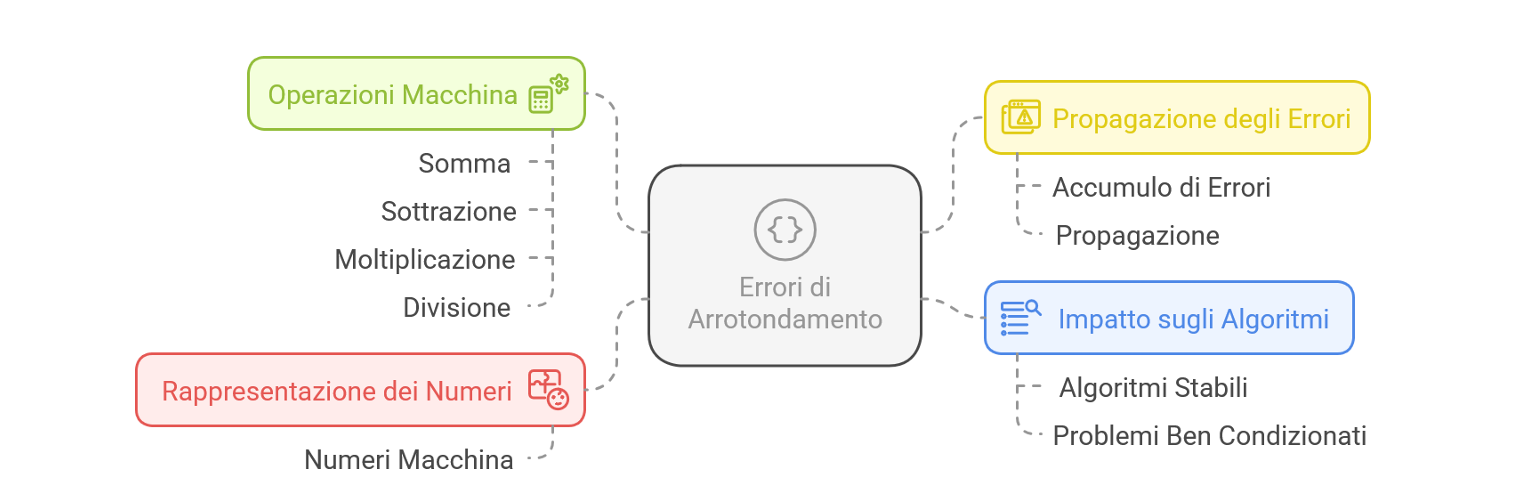 Operazioni Macchina
Somma
Sottrazione
Moltiplicazione
Divisione
Rappresentazione dei Numeri
Numeri Macchina
{}
Errori di
Arrotondamento
Propagazione degli Errori
Accumulo di Errori
Propagazione
Impatto sugli Algoritmi
Algoritmi Stabili
Problemi Ben Condizionati